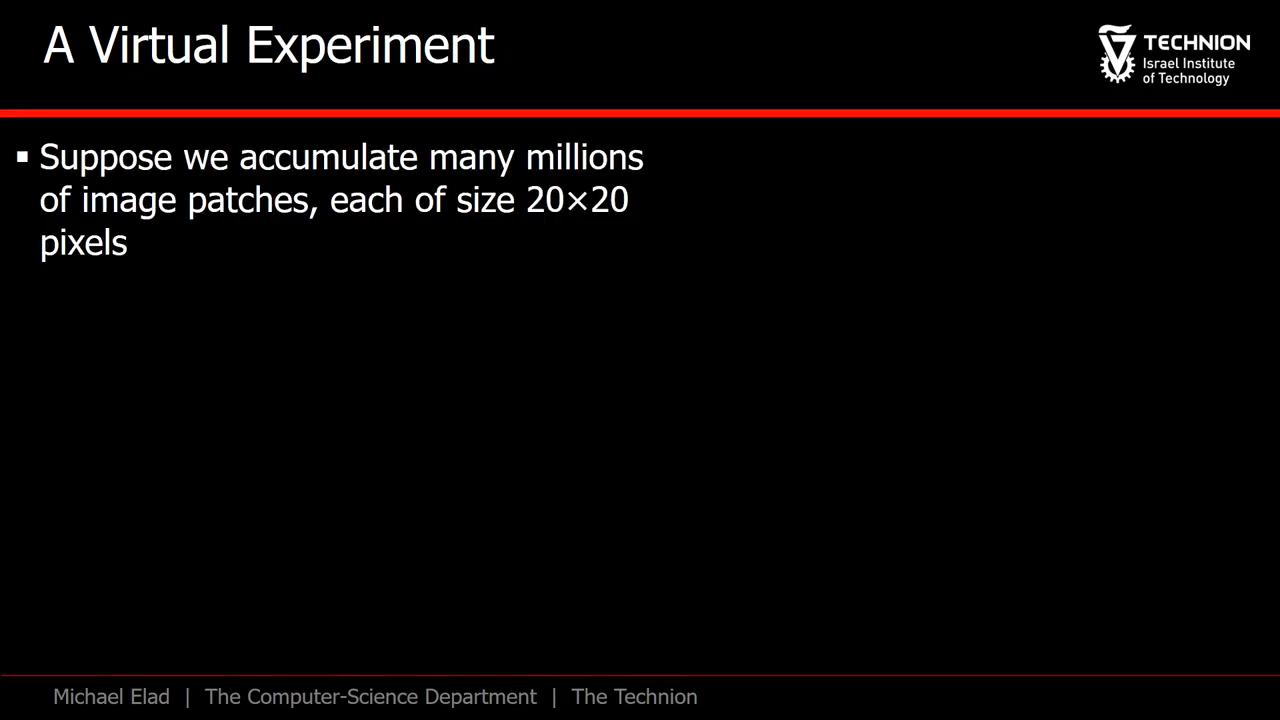 A Virtual Experiment
TECHNION
Israel Institute
of Technology
▪ Suppose we accumulate many millions
of image patches, each of size 20×20
pixels
Michael Elad | The Computer-Science Department | The Technion